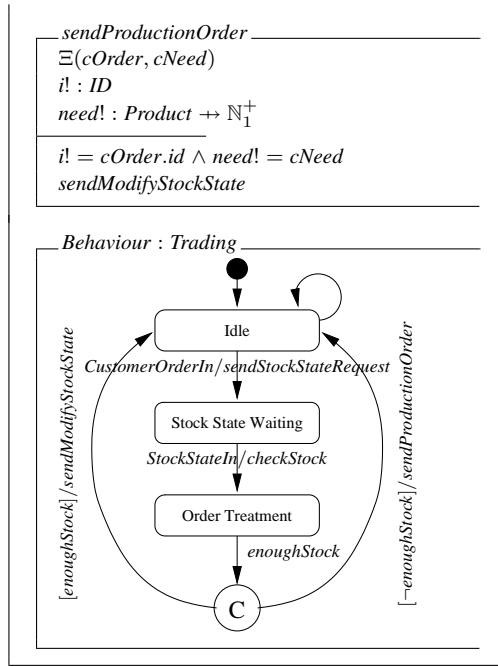 sendProductionOrder
Ξ(cOrder, cNeed)
i! : ID
need! : Product ⇸ ℕ₁⁺
i! = cOrder.id ∧ need! = cNeed
sendModifyStockState
Behaviour : Trading
Idle
CustomerOrderIn/sendStockStateRequest
Stock State Waiting
StockStateIn/checkStock
Order Treatment
enoughStock
C
[enoughStock]/sendModifyStockState
[¬enoughStock]/sendProductionOrder